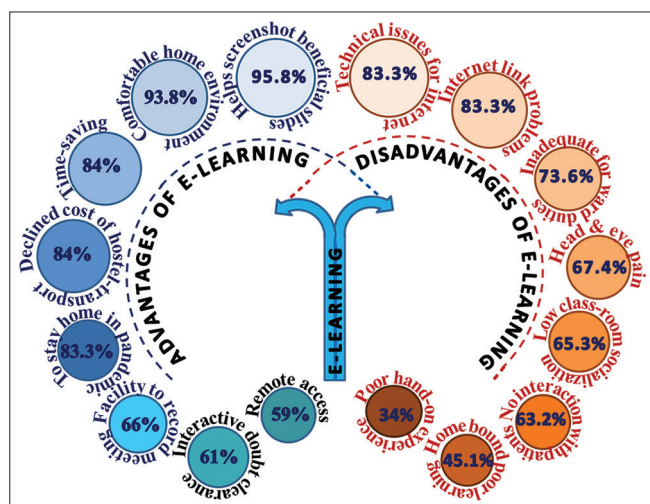 Helps screenshot beneficial slides
95.8%
Comfortable home environment
93.8%
Time-saving
84%
Declined cost of hostel-transport
84%
To stay home in pandemic
83.3%
Facility to record meeting
66%
Interactive doubt clearance
61%
Remote access
59%
ADVANTAGES OF E-LEARNING
E-LEARNING
DISADVANTAGES OF E-LEARNING
Technical issues for internet
83.3%
Internet link problems
83.3%
Inadequate for ward duties
73.6%
Head & eye pain
67.4%
Low class-room socialization
65.3%
No interaction with patients
63.2%
Home bound poor learning
45.1%
Poor hand-on experience
34%